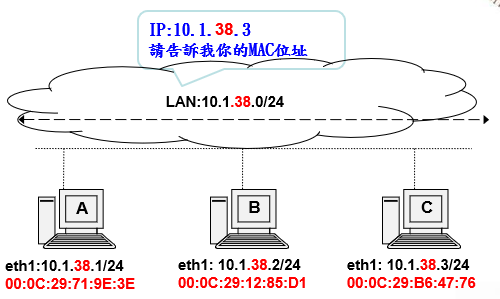 IP:10.1.38.3
請告訴我你的MAC位址
LAN:10.1.38.0/24
A
B
C
eth1:10.1.38.1/24
00:0C:29:71:9E:3E
eth1: 10.1.38.2/24
00:0C:29:12:85:D1
eth1: 10.1.38.3/24
00:0C:29:B6:47:76